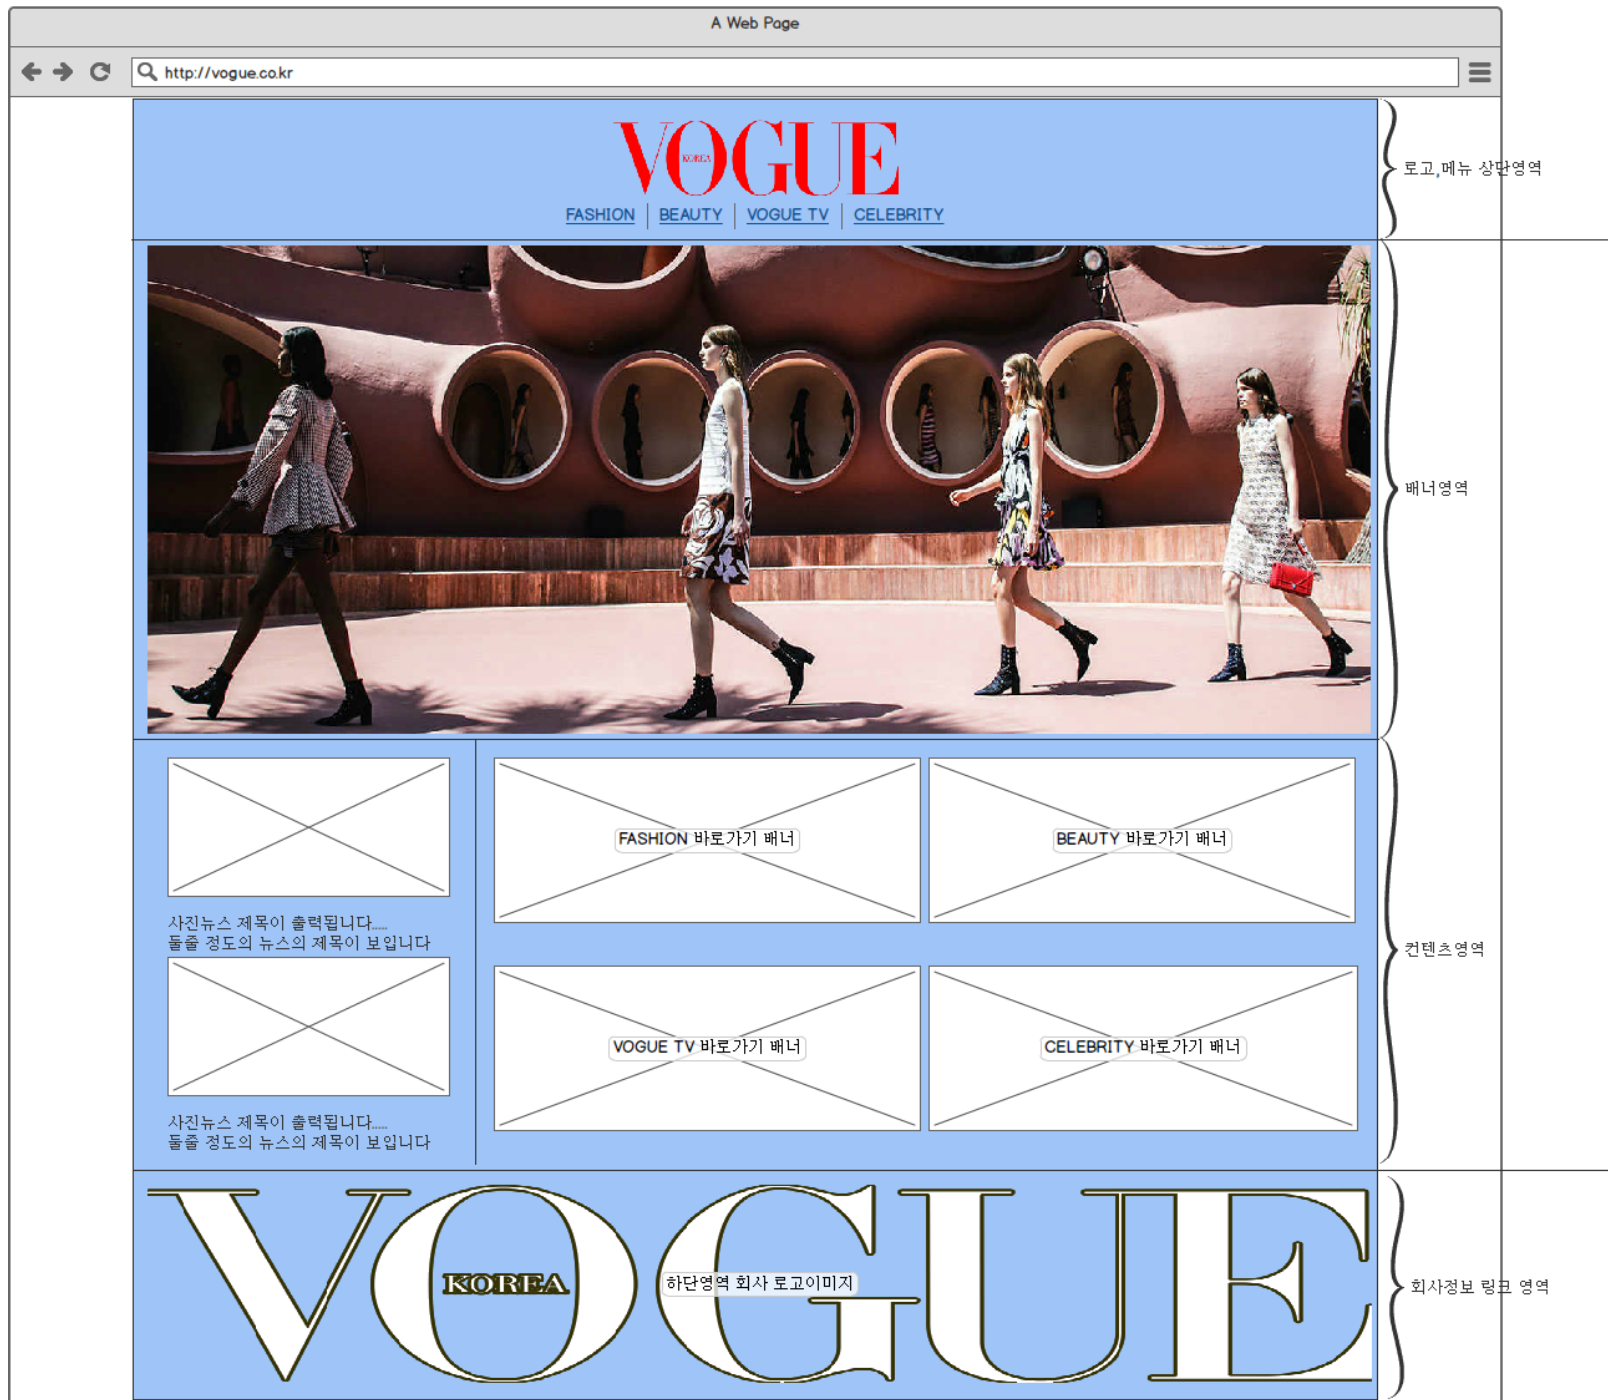 A Web Page
http://vogue.co.kr
VOGUE
KOREA
FASHION BEAUTY VOGUE TV CELEBRITY
로고,메뉴 상단영역
배너영역
FASHION 바로가기 배너
BEAUTY 바로가기 배너
사진뉴스 제목이 출력됩니다.....
둘줄 정도의 뉴스의 제목이 보입니다
컨텐츠영역
VOGUE TV 바로가기 배너
CELEBRITY 바로가기 배너
사진뉴스 제목이 출력됩니다.....
둘줄 정도의 뉴스의 제목이 보입니다
VOGUE
KOREA
하단영역 회사 로고이미지
회사정보 링크 영역